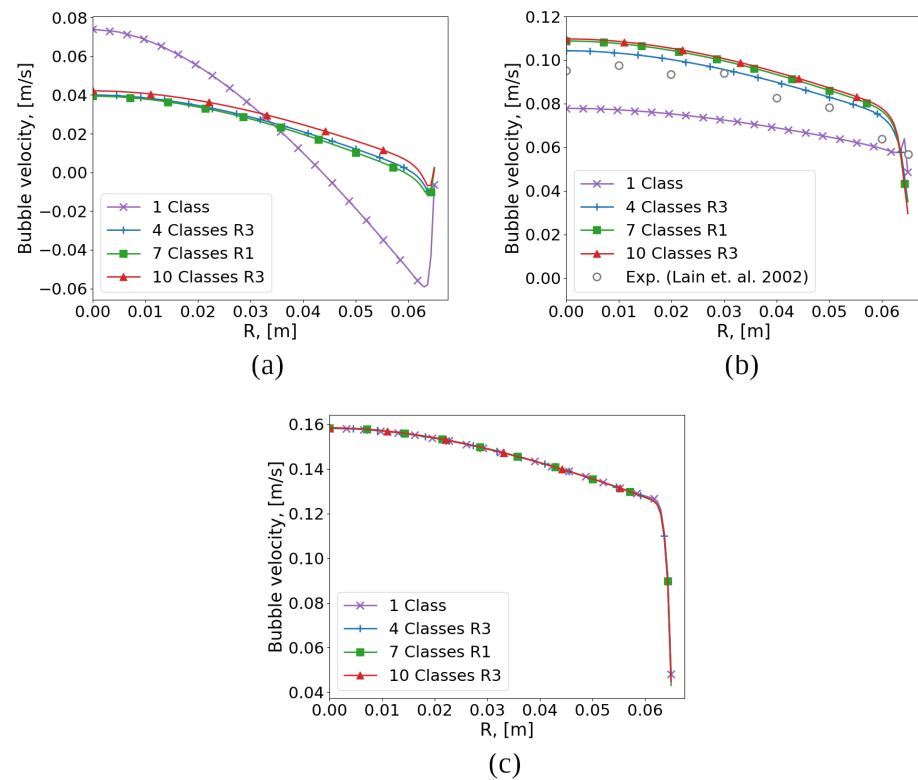 0.08
0.06
0.04
0.02
0.00
−0.02
−0.04
−0.06
Bubble velocity, [m/s]
1 Class
4 Classes R3
7 Classes R1
10 Classes R3
0.00 0.01 0.02 0.03 0.04 0.05 0.06
R, [m]
(a)
0.12
0.10
0.08
0.06
0.04
0.02
0.00
Bubble velocity, [m/s]
1 Class
4 Classes R3
7 Classes R1
10 Classes R3
Exp. (Lain et. al. 2002)
0.00 0.01 0.02 0.03 0.04 0.05 0.06
R, [m]
(b)
0.16
0.14
0.12
0.10
0.08
0.06
0.04
Bubble velocity, [m/s]
1 Class
4 Classes R3
7 Classes R1
10 Classes R3
0.00 0.01 0.02 0.03 0.04 0.05 0.06
R, [m]
(c)